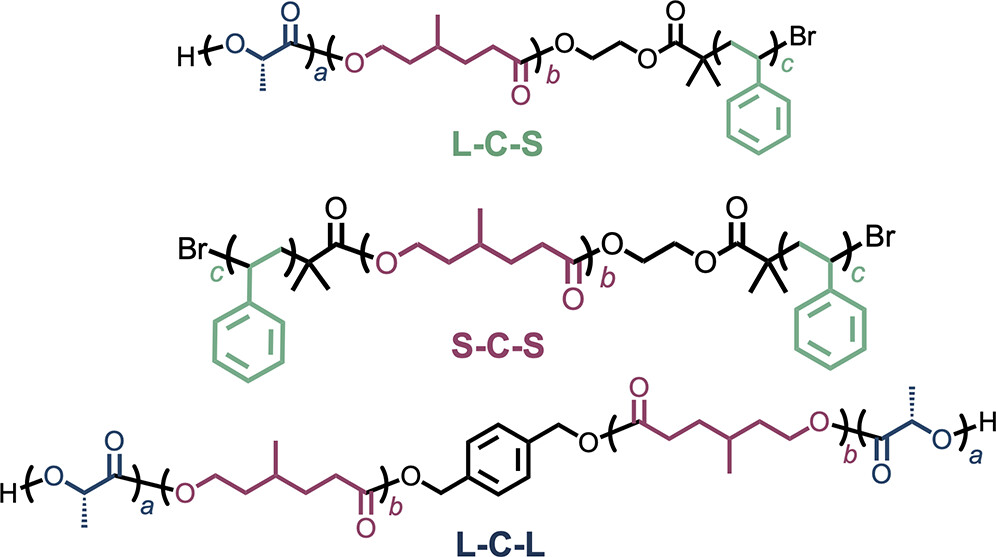 H ( O O ) a ( O O ) b O O O ( ) c Br
L-C-S
Br ( ) c O ( O O ) b O O O ( ) c Br
S-C-S
H ( O O ) a ( O O ) b O O ( O O ) b ( O O ) a H
L-C-L